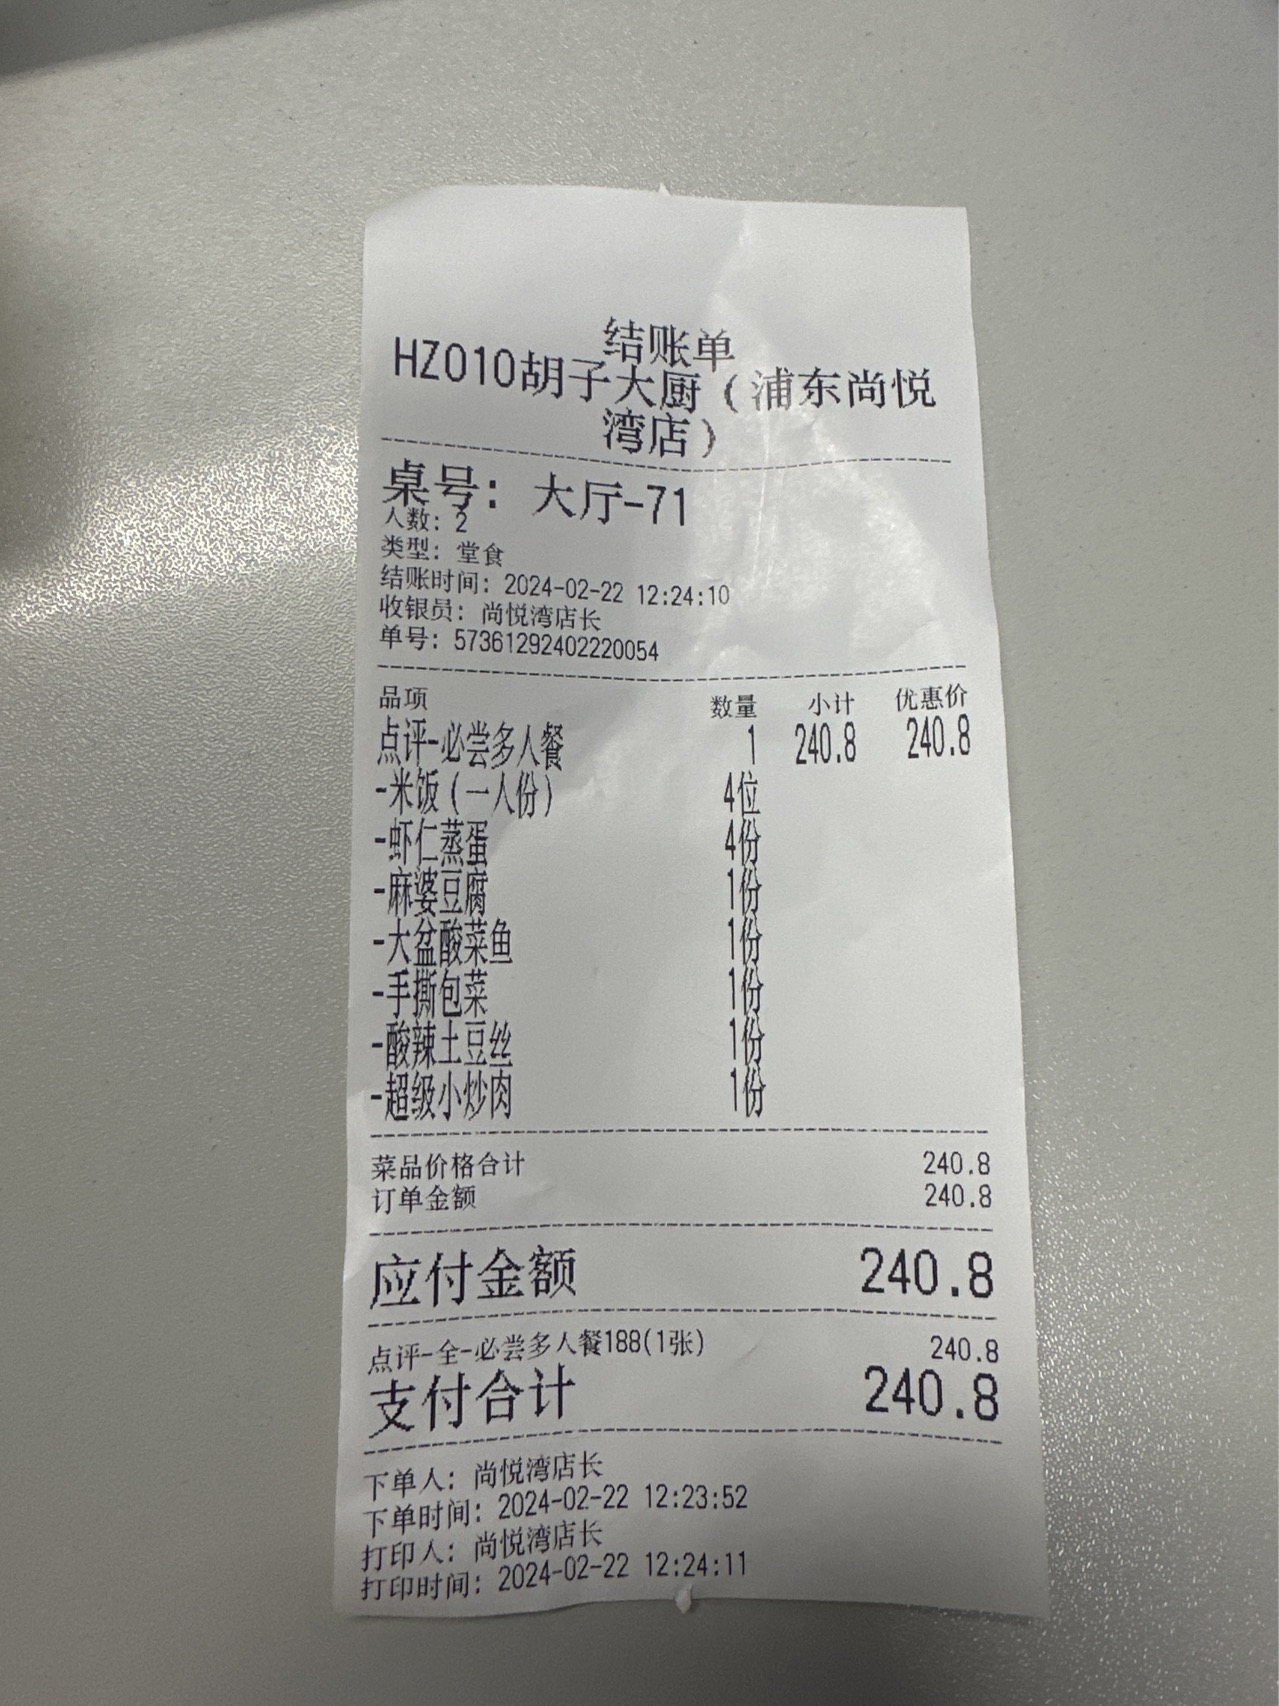 结账单
HZ010胡子大厨(浦东尚悦
湾店)
桌号: 大厅-71
人数: 2
类型: 堂食
结账时间: 2024-02-22 12:24:10
收银员: 尚悦湾店长
单号: 57361292402220054
品项 数量 小计 优惠价
点评-必尝多人餐 1 240.8 240.8
-米饭(一人份) 4位
-虾仁蒸蛋 4份
-麻婆豆腐 1份
-大盆酸菜鱼 1份
-手撕包菜 1份
-酸辣土豆丝 1份
-超级小炒肉 1份
菜品价格合计 240.8
订单金额 240.8
应付金额 240.8
点评-全-必尝多人餐188(1张) 240.8
支付合计 240.8
下单人: 尚悦湾店长
下单时间: 2024-02-22 12:23:52
打印人: 尚悦湾店长
打印时间: 2024-02-22 12:24:11